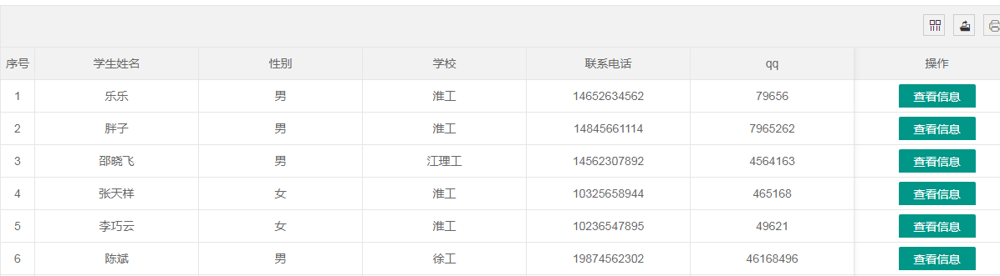 序号 学生姓名 性别 学校 联系电话 qq 操作
1 乐乐 男 淮工 14652634562 79656 查看信息
2 胖子 男 淮工 14845661114 7965262 查看信息
3 邵晓飞 男 江理工 14562307892 4564163 查看信息
4 张天样 女 淮工 10325658944 465168 查看信息
5 李巧云 女 淮工 10236547895 49621 查看信息
6 陈斌 男 徐工 19874562302 46168496 查看信息